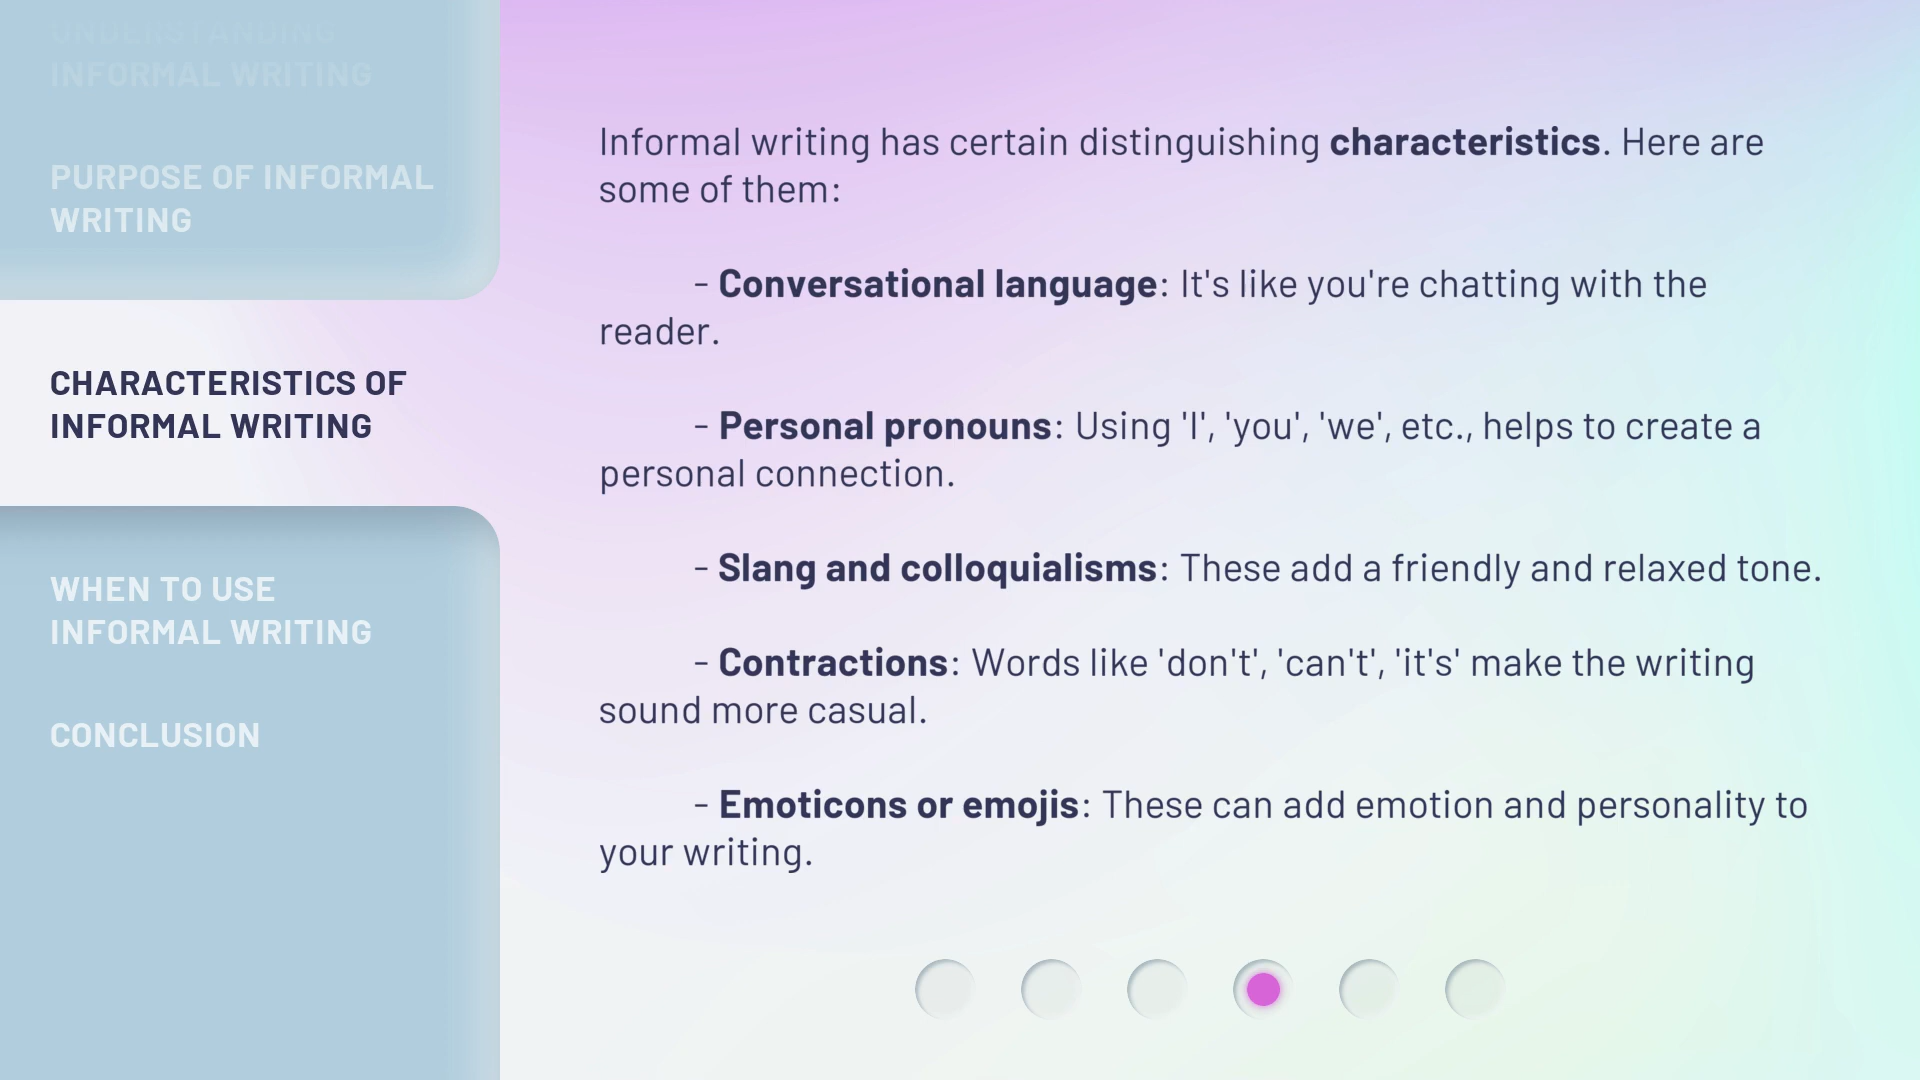 UNDERSTANDING
INFORMAL WRITING
PURPOSE OF INFORMAL
WRITING
CHARACTERISTICS OF
INFORMAL WRITING
WHEN TO USE
INFORMAL WRITING
CONCLUSION
Informal writing has certain distinguishing characteristics. Here are
some of them:
- Conversational language: It's like you're chatting with the
reader.
- Personal pronouns: Using 'I', 'you', 'we', etc., helps to create a
personal connection.
- Slang and colloquialisms: These add a friendly and relaxed tone.
- Contractions: Words like 'don't', 'can't', 'it's' make the writing
sound more casual.
- Emoticons or emojis: These can add emotion and personality to
your writing.